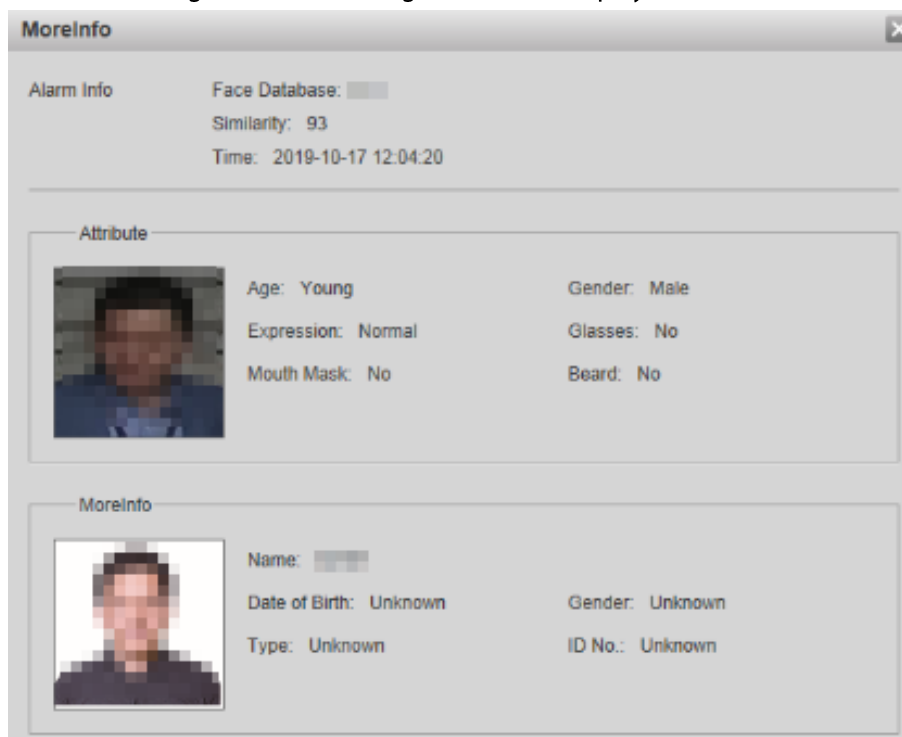 MoreInfo
Alarm Info
Face Database:
Similarity: 93
Time: 2019-10-17 12:04:20
Attribute
Age: Young Gender: Male
Expression: Normal Glasses: No
Mouth Mask: No Beard: No
MoreInfo
Name:
Date of Birth: Unknown Gender: Unknown
Type: Unknown ID No.: Unknown